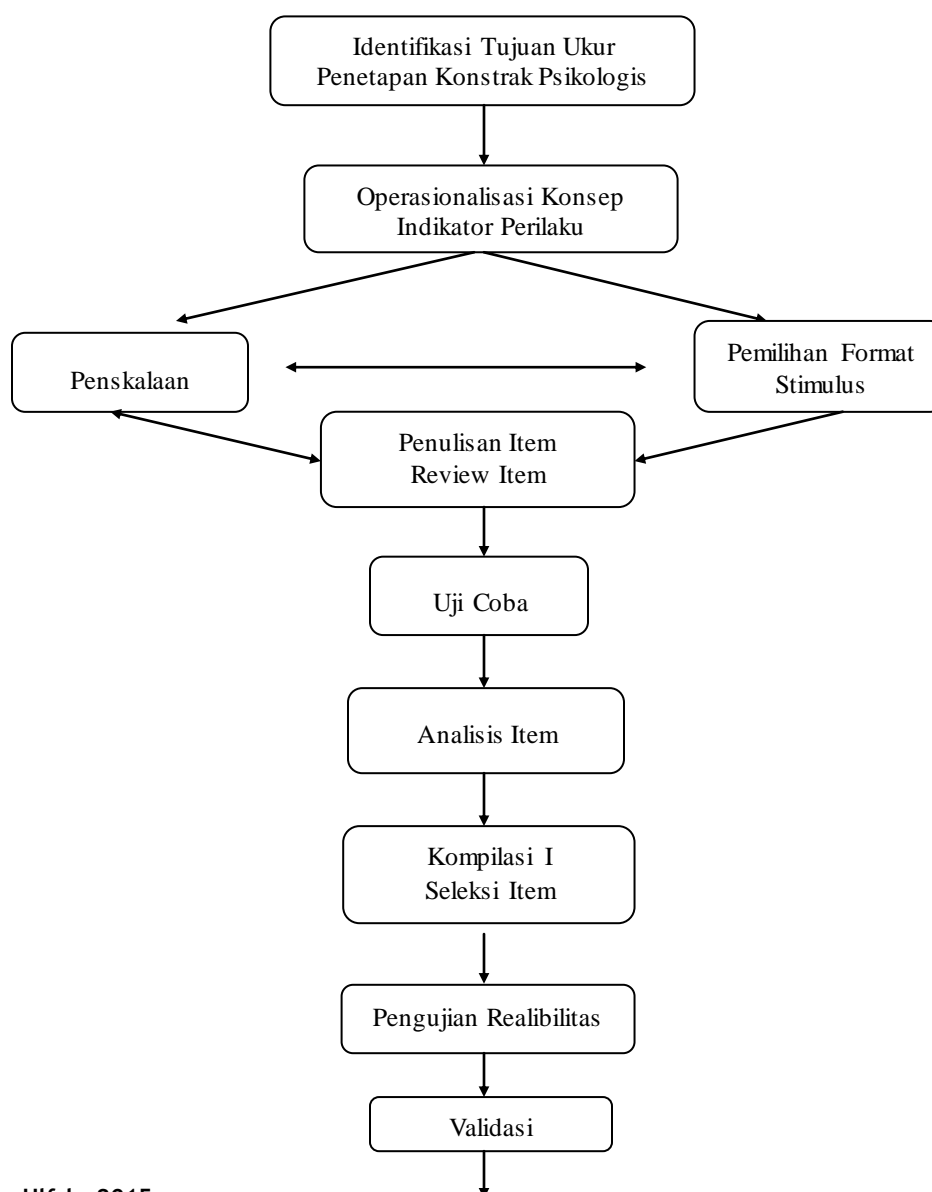 Identifikasi Tujuan Ukur
Penetapan Konstrak Psikologis
Operasionalisasi Konsep
Indikator Perilaku
Penskalaan
Pemilihan Format
Stimulus
Penulisan Item
Review Item
Uji Coba
Analisis Item
Kompilasi I
Seleksi Item
Pengujian Realibilitas
Validasi